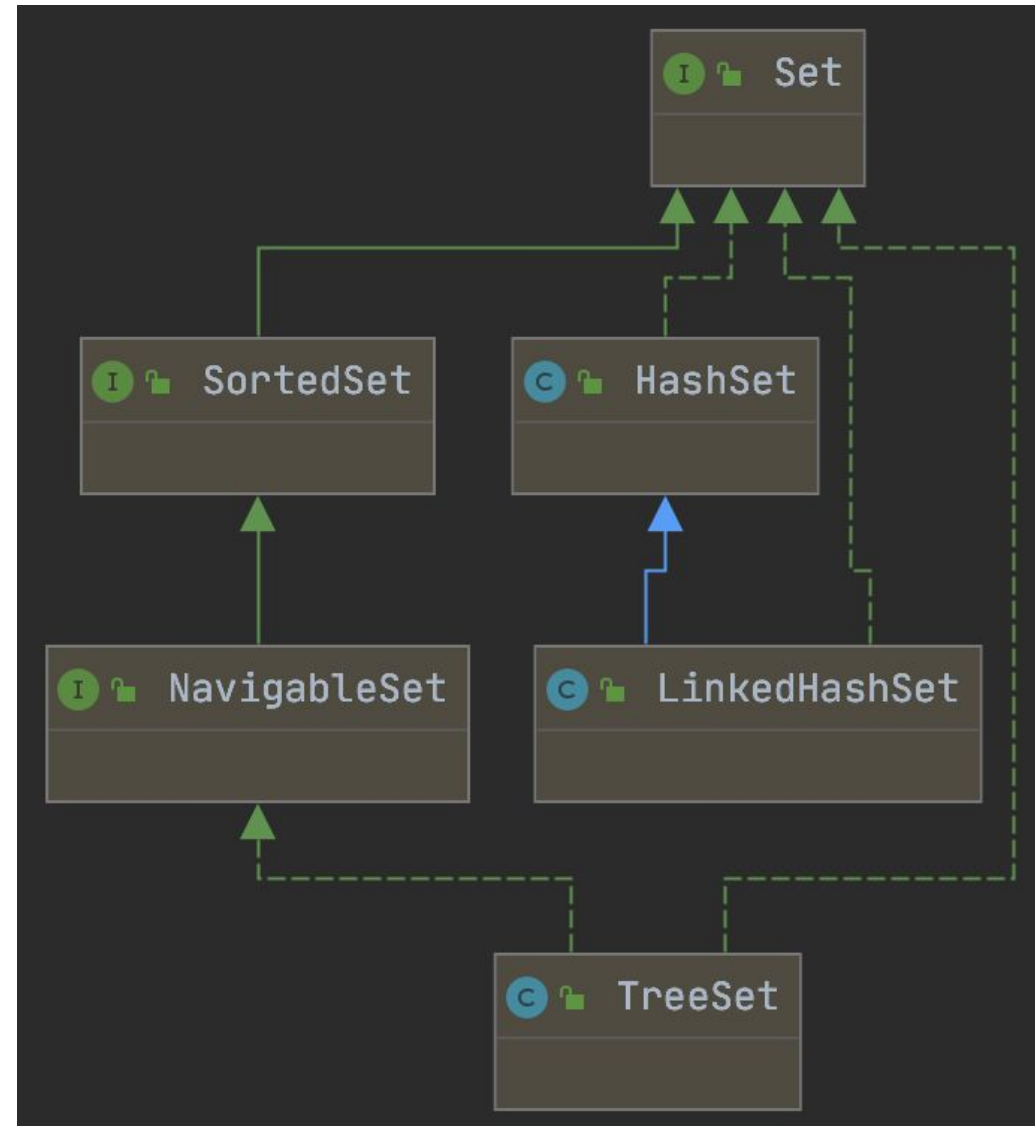 I Set
I SortedSet
C HashSet
I NavigableSet
C LinkedHashSet
C TreeSet